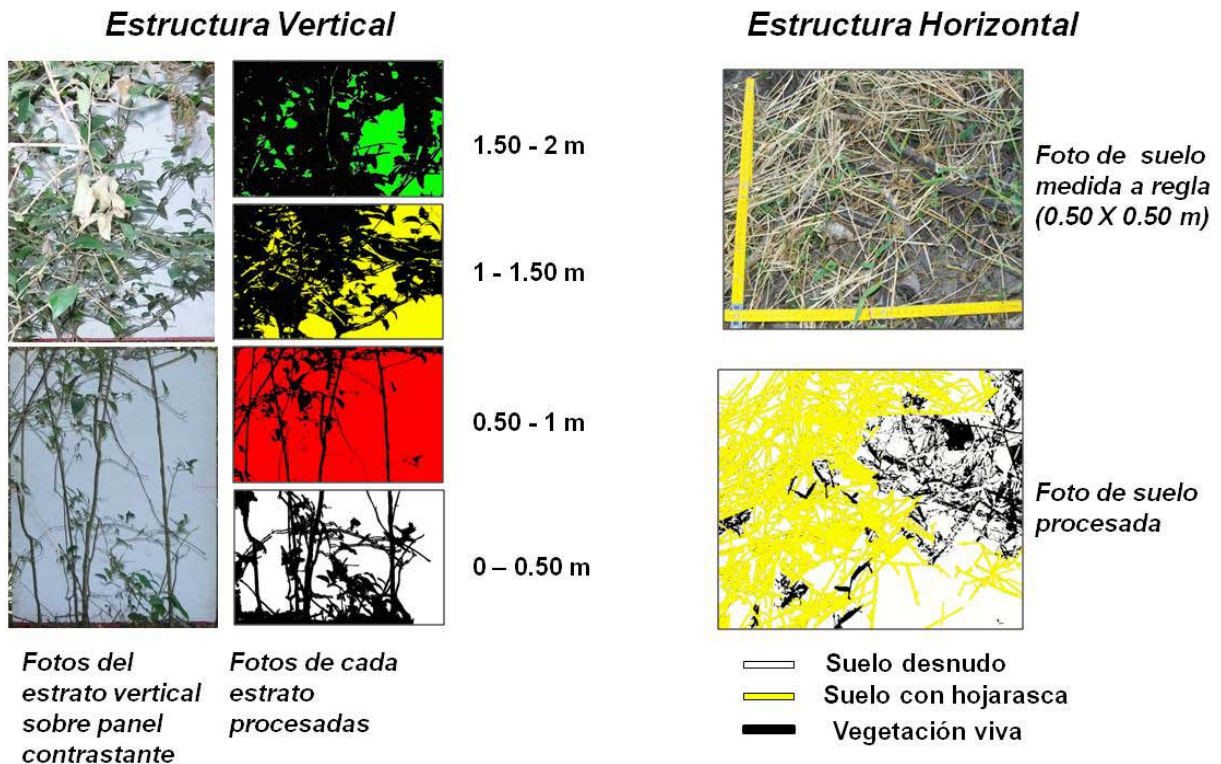 Estructura Vertical
1.50 - 2 m
1 - 1.50 m
0.50 - 1 m
0 – 0.50 m
Fotos del
estrato vertical
sobre panel
contrastante
Fotos de cada
estrato
procesadas
Estructura Horizontal
Foto de suelo
medida a regla
(0.50 X 0.50 m)
Foto de suelo
procesada
Suelo desnudo
Suelo con hojarasca
Vegetación viva